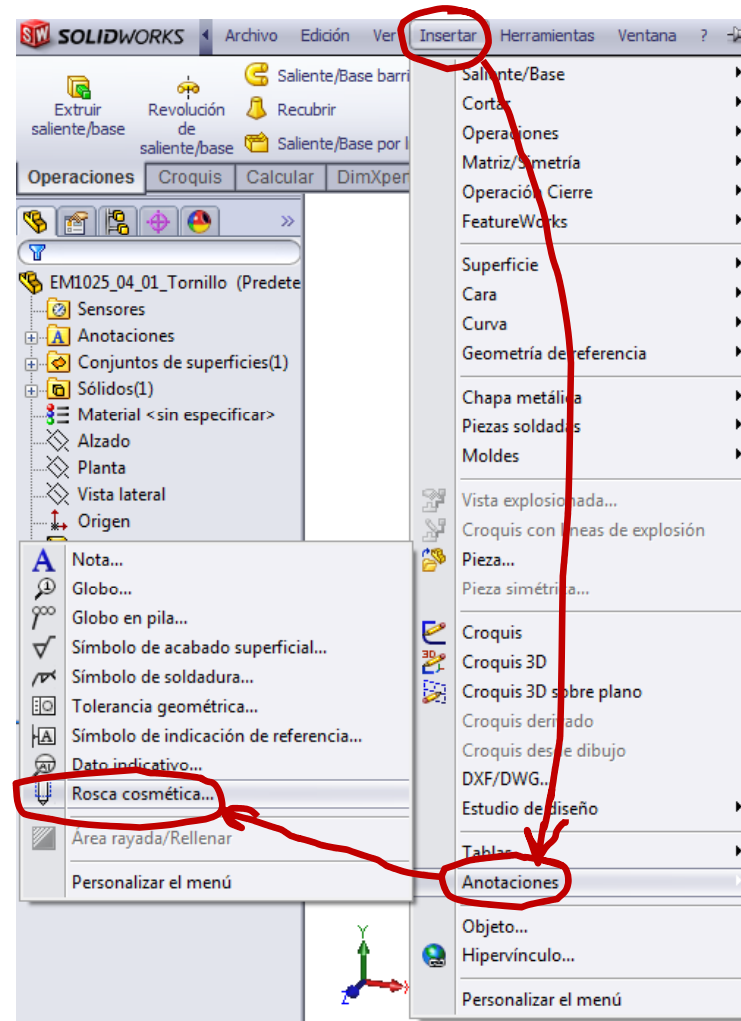 SW SOLIDWORKS Archivo Edición Ver Insertar Herramientas Ventana ?
Extruir saliente/base
Revolución de saliente/base
Saliente/Base barri
Recubrir
Saliente/Base por l
Operaciones Croquis Calcular DimXper
»
EM1025_04_01_Tornillo (Predete
Sensores
A Anotaciones
Conjuntos de superficies(1)
Sólidos(1)
Material <sin especificar>
Alzado
Planta
Vista lateral
Origen
A Nota...
Globo...
Globo en pila...
Símbolo de acabado superficial...
Símbolo de soldadura...
Tolerancia geométrica...
Símbolo de indicación de referencia...
Dato indicativo...
Rosca cosmética...
Área rayada/Rellenar
Personalizar el menú
Saliente/Base
Cortar
Operaciones
Matriz/Simetría
Operación Cierre
FeatureWorks
Superficie
Cara
Curva
Geometría de referencia
Chapa metálica
Piezas soldadas
Moldes
Vista explosionada...
Croquis con líneas de explosión
Pieza...
Pieza simétrica...
Croquis
3D Croquis 3D
Croquis 3D sobre plano
Croquis derivado
Croquis desde dibujo
DXF/DWG...
Estudio de diseño
Tablas
Anotaciones
Objeto...
Hipervínculo...
Personalizar el menú
Y
X
Z